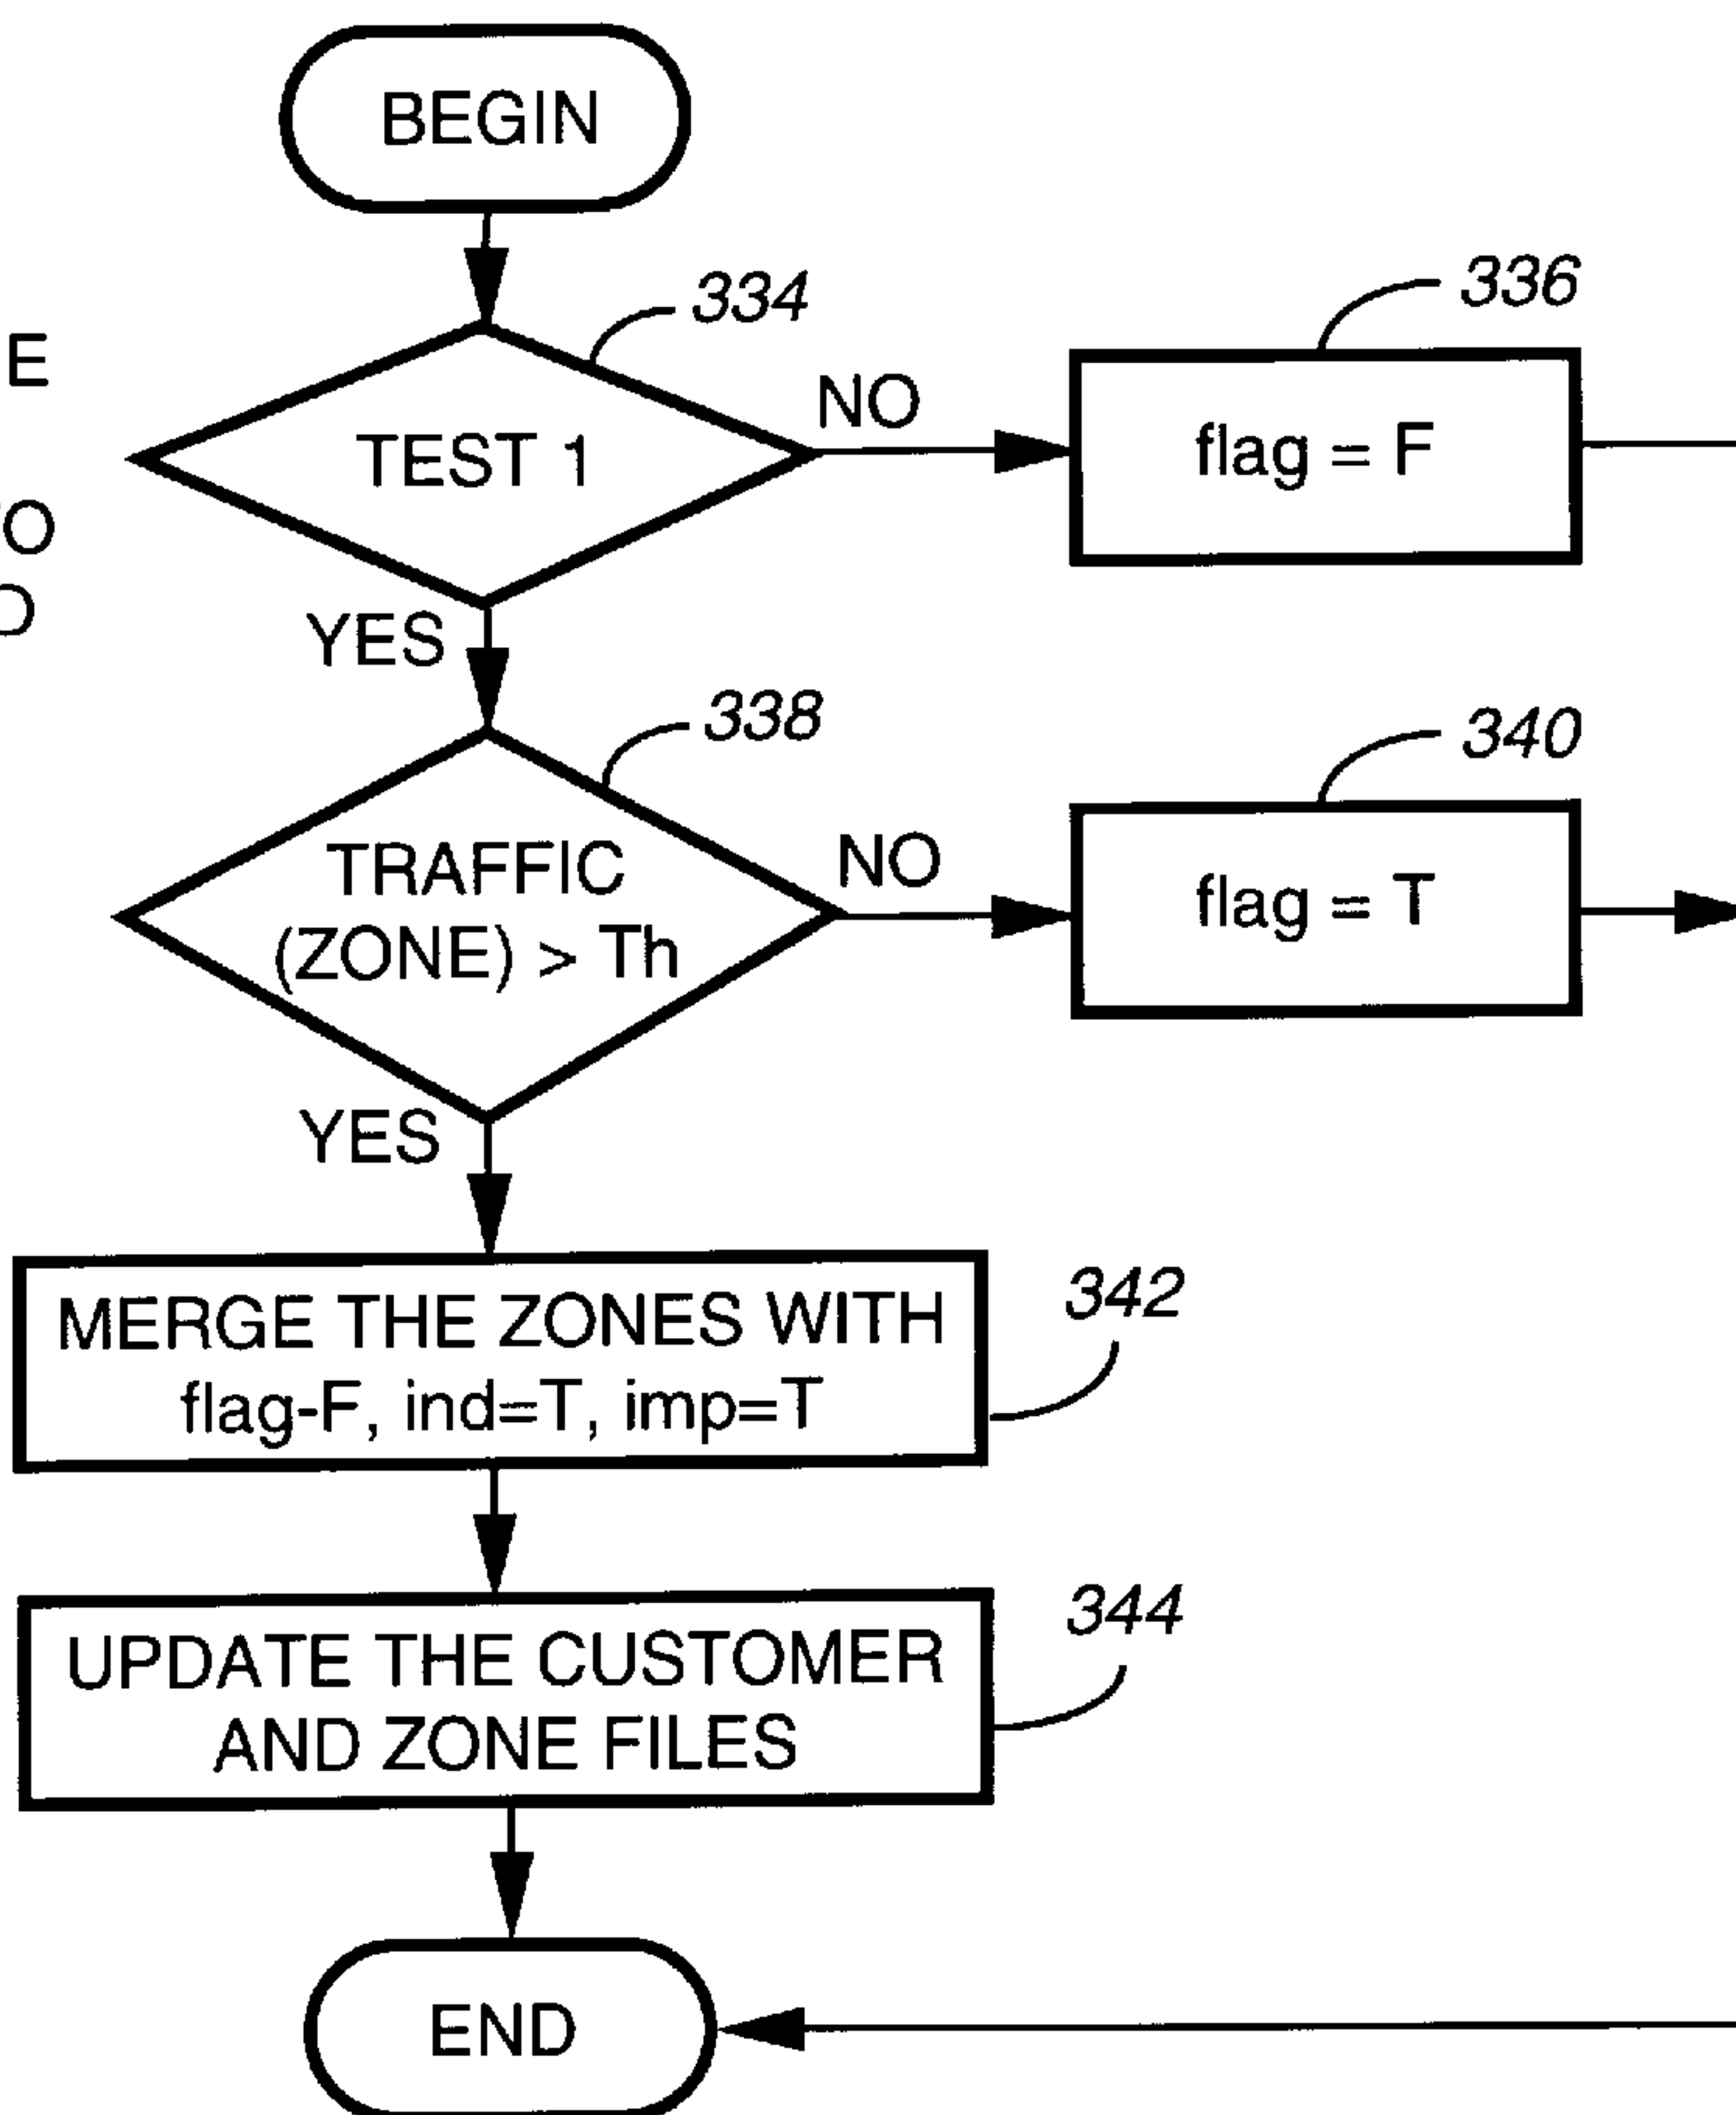 BEGIN
334
336
E
NO
TEST 1
flag = F
O
D
YES
338
340
TRAFFIC
(ZONE) > Th
NO
flag = T
YES
342
MERGE THE ZONES WITH
flag-F, ind=T, imp=T
344
UPDATE THE CUSTOMER
AND ZONE FILES
END